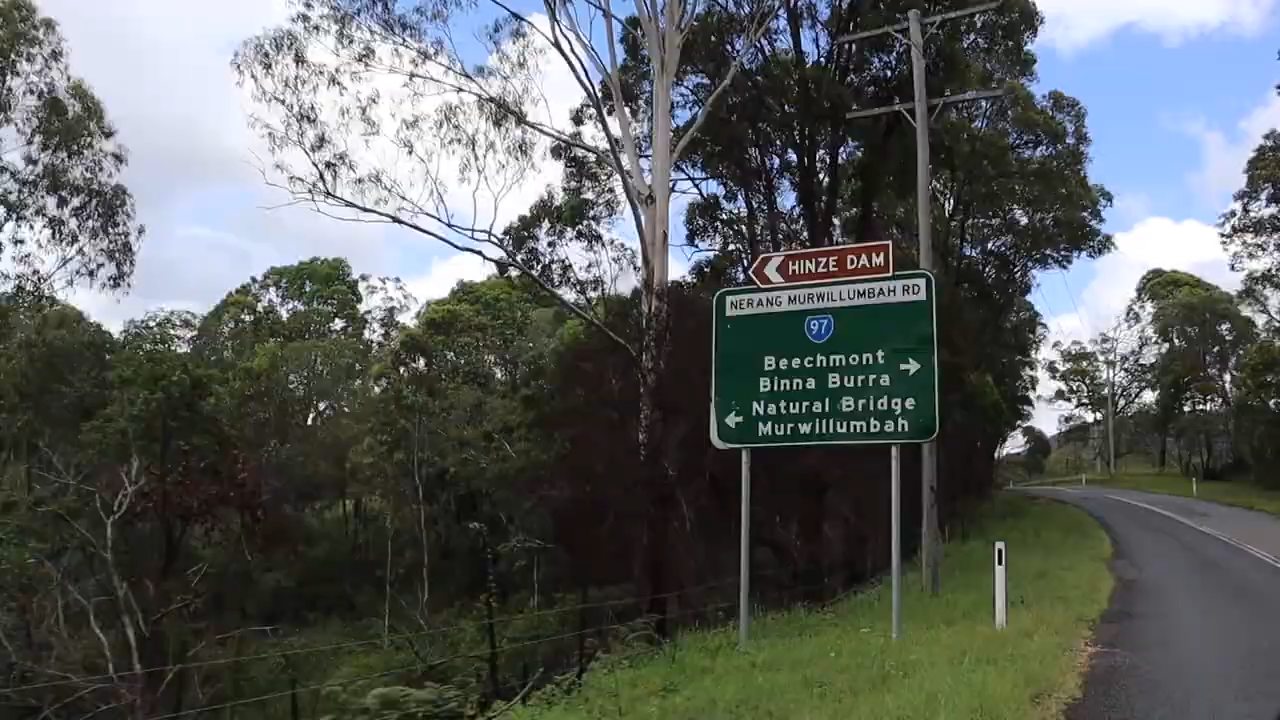 HINZE DAM
NERANG MURWILLUMBAH RD
97
Beechmont
Binna Burra
Natural Bridge
Murwillumbah